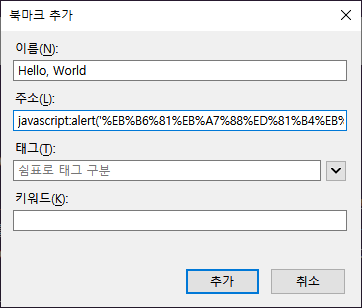 북마크 추가
이름(N):
Hello, World
주소(L):
javascript:alert('%EB%B6%81%EB%A7%88%ED%81%B4%EB%
태그(T):
쉼표로 태그 구분
키워드(K):
추가
취소